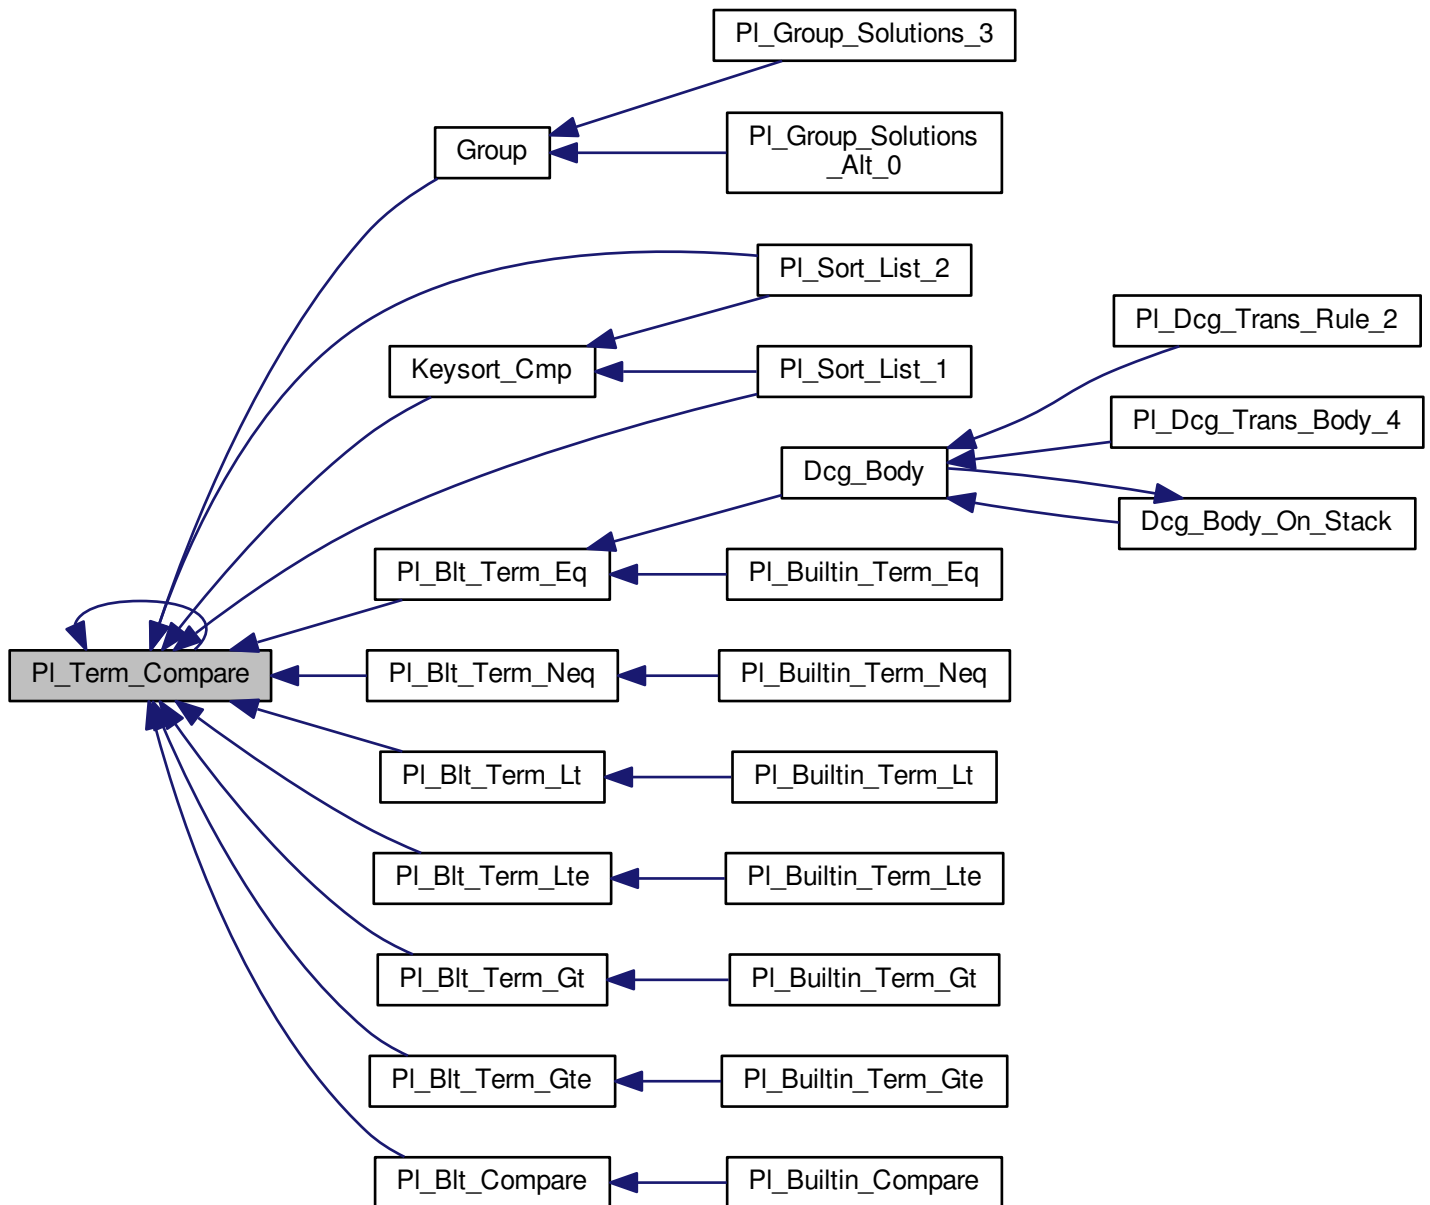 Pl_Group_Solutions_3
Pl_Group_Solutions
_Alt_0
Group
Pl_Sort_List_2
Keysort_Cmp
Pl_Sort_List_1
Pl_Dcg_Trans_Rule_2
Pl_Dcg_Trans_Body_4
Dcg_Body
Dcg_Body_On_Stack
Pl_Blt_Term_Eq
Pl_Builtin_Term_Eq
Pl_Term_Compare
Pl_Blt_Term_Neq
Pl_Builtin_Term_Neq
Pl_Blt_Term_Lt
Pl_Builtin_Term_Lt
Pl_Blt_Term_Lte
Pl_Builtin_Term_Lte
Pl_Blt_Term_Gt
Pl_Builtin_Term_Gt
Pl_Blt_Term_Gte
Pl_Builtin_Term_Gte
Pl_Blt_Compare
Pl_Builtin_Compare